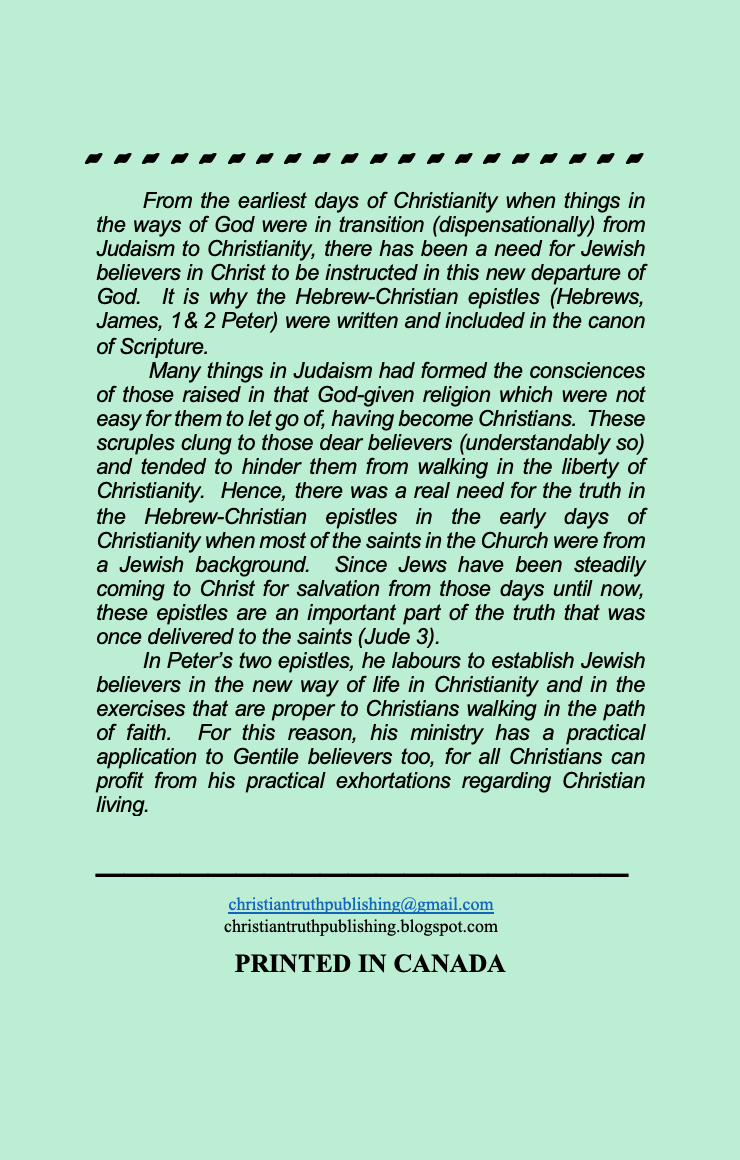 From the earliest days of Christianity when things in
the ways of God were in transition (dispensationally) from
Judaism to Christianity, there has been a need for Jewish
believers in Christ to be instructed in this new departure of
God.  It is why the Hebrew-Christian epistles (Hebrews,
James, 1 & 2 Peter) were written and included in the canon
of Scripture.
Many things in Judaism had formed the consciences
of those raised in that God-given religion which were not
easy for them to let go of, having become Christians.  These
scruples clung to those dear believers (understandably so)
and tended to hinder them from walking in the liberty of
Christianity.  Hence, there was a real need for the truth in
the Hebrew-Christian epistles in the early days of
Christianity when most of the saints in the Church were from
a Jewish background.  Since Jews have been steadily
coming to Christ for salvation from those days until now,
these epistles are an important part of the truth that was
once delivered to the saints (Jude 3).
In Peter’s two epistles, he labours to establish Jewish
believers in the new way of life in Christianity and in the
exercises that are proper to Christians walking in the path
of faith.  For this reason, his ministry has a practical
application to Gentile believers too, for all Christians can
profit from his practical exhortations regarding Christian
living.
christiantruthpublishing@gmail.com
christiantruthpublishing.blogspot.com
PRINTED IN CANADA